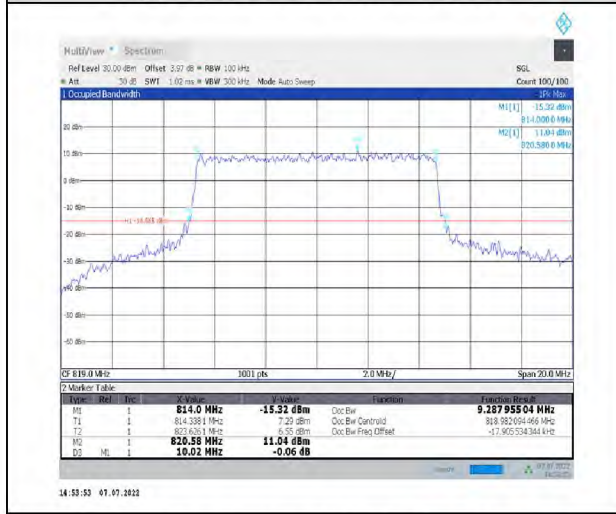 MultiView Spectrum
Ref Level 30.00 dBm Offset 3.97 dB RBW 100 kHz SGL
Att 30 dB SWT 1.02 ms VBW 300 kHz Mode Auto Sweep Count 100/100
1 Occupied Bandwidth 1Pk Max
M1[1] -15.32 dBm
814.0000 MHz
M2[1] 11.04 dBm
820.5800 MHz
20 dBm
10 dBm
0 dBm
-10 dBm
-20 dBm
-30 dBm
-40 dBm
-50 dBm
-60 dBm
CF 819.0 MHz 1001 pts 2.0 MHz/ Span 20.0 MHz
2 Marker Table
Type Ref Trc X-Value Y-Value Function Function Result
M1 1 814.0 MHz -15.32 dBm Occ Bw 9.28795504 MHz
T1 1 814.3381 MHz 7.29 dBm Occ Bw Centroid 818.982094466 MHz
T2 1 823.6261 MHz 6.55 dBm Occ Bw Freq Offset -17.905534344 kHz
M2 1 820.58 MHz 11.04 dBm
D3 M1 1 10.02 MHz -0.06 dB
07.07.2022
14:53:53 07.07.2022